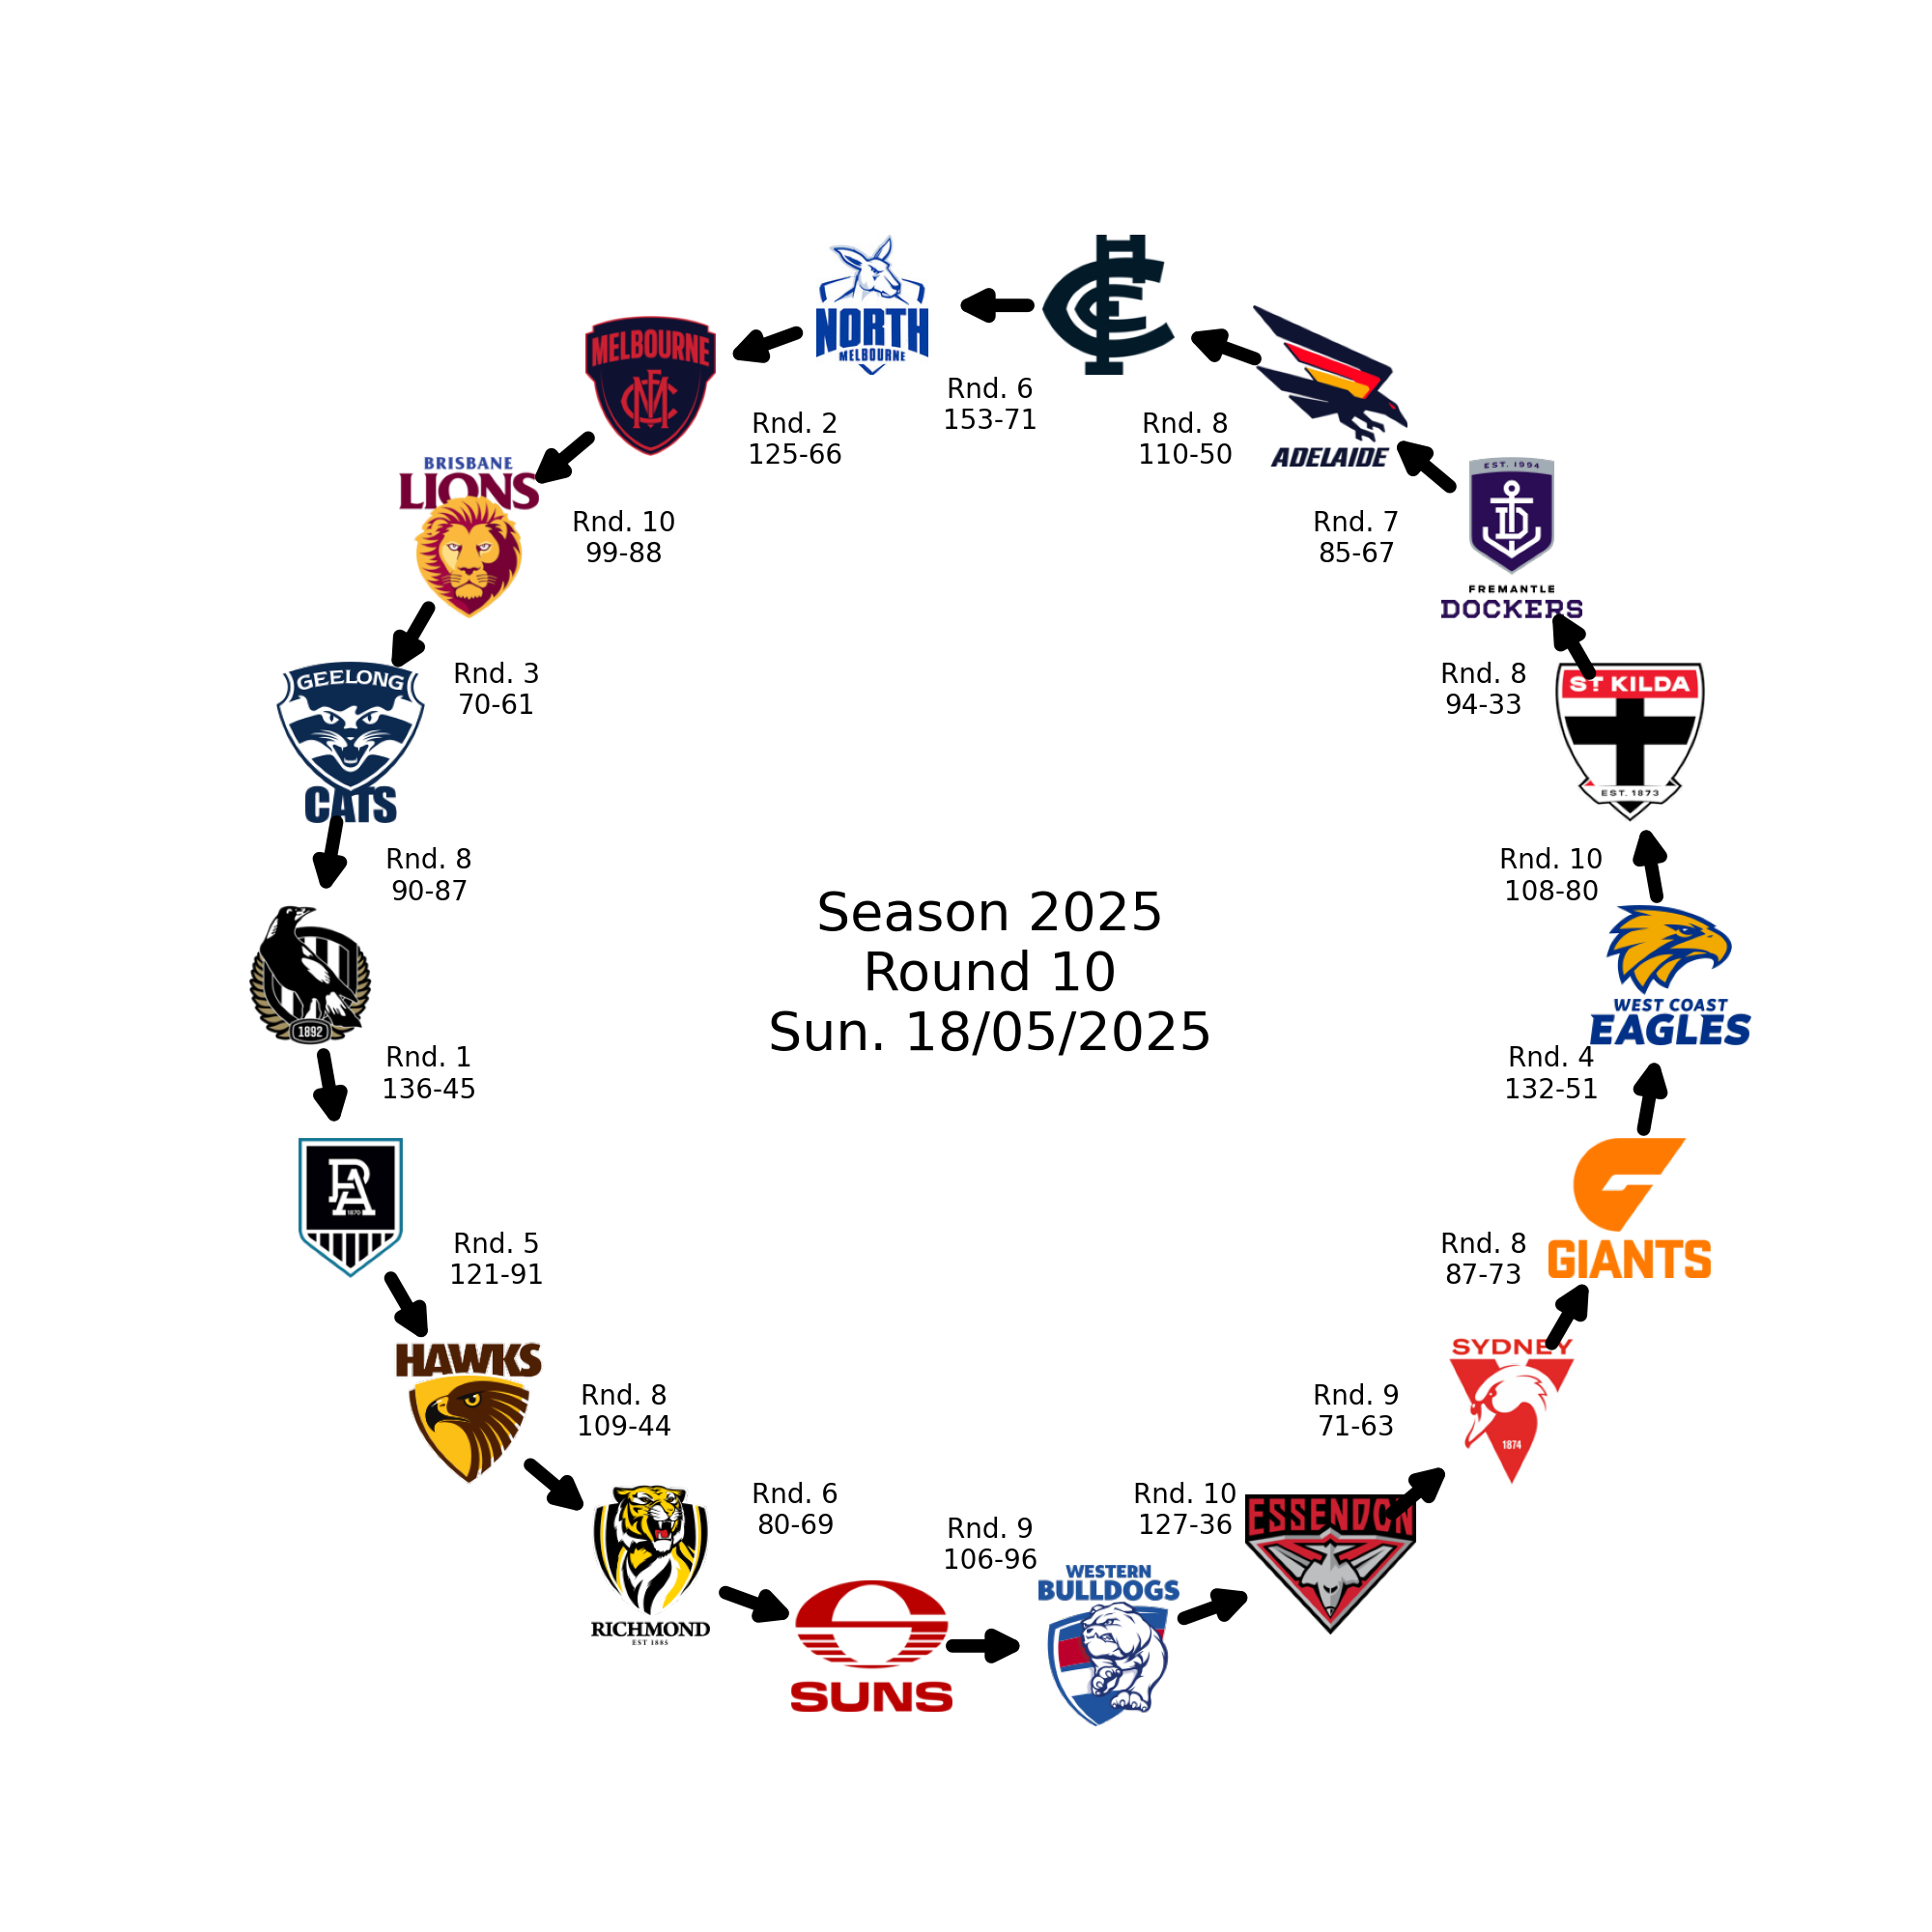 NORTH
MELBOURNE
MELBOURNE
ADELAIDE
Rnd. 6
153-71
Rnd. 2
125-66
Rnd. 8
110-50
BRISBANE
LIONS
EST. 1994
FREMANTLE
DOCKERS
Rnd. 10
99-88
Rnd. 7
85-67
GEELONG
CATS
Rnd. 3
70-61
Rnd. 8
94-33
ST KILDA
EST. 1873
Rnd. 8
90-87
Rnd. 10
108-80
Season 2025
Round 10
Sun. 18/05/2025
1892
WEST COAST
EAGLES
Rnd. 1
136-45
Rnd. 4
132-51
PA
1870
GIANTS
Rnd. 5
121-91
Rnd. 8
87-73
HAWKS
SYDNEY
1874
Rnd. 8
109-44
Rnd. 9
71-63
RICHMOND
EST 1885
Rnd. 6
80-69
Rnd. 9
106-96
Rnd. 10
127-36
ESSENDON
SUNS
WESTERN
BULLDOGS